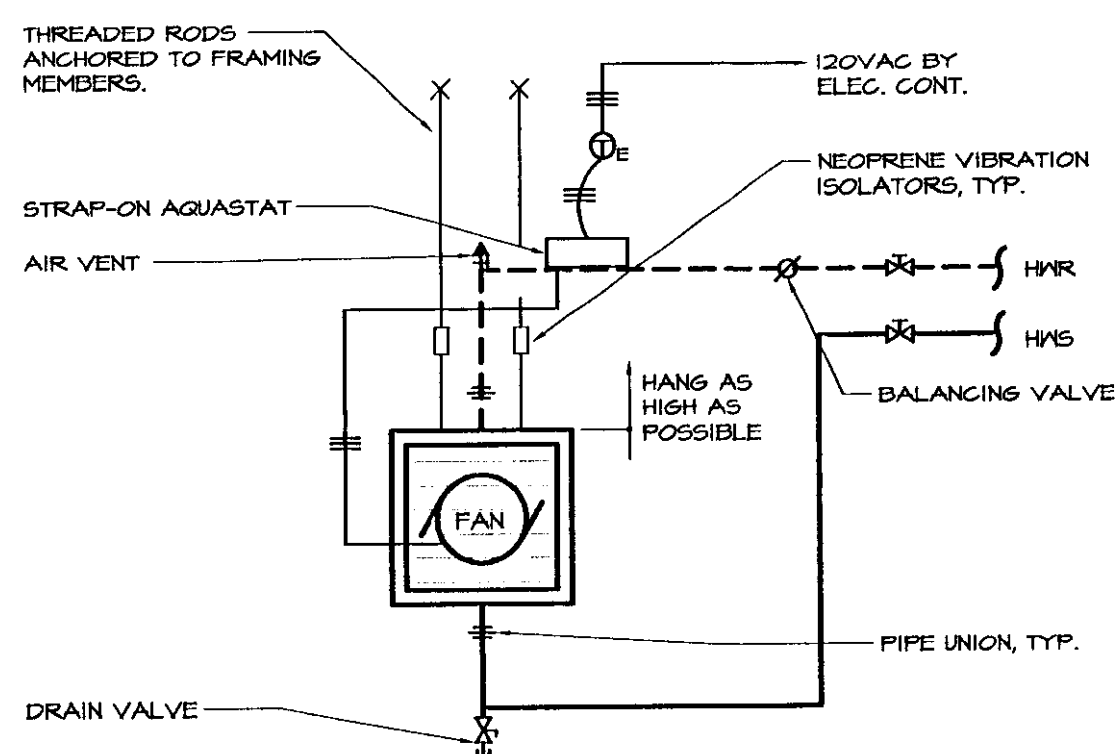 THREADED RODS
ANCHORED TO FRAMING
MEMBERS.
120VAC BY
ELEC. CONT.
T
E
NEOPRENE VIBRATION
ISOLATORS, TYP.
STRAP-ON AQUASTAT
AIR VENT
HWR
HWS
HANG AS
HIGH AS
POSSIBLE
BALANCING VALVE
FAN
PIPE UNION, TYP.
DRAIN VALVE